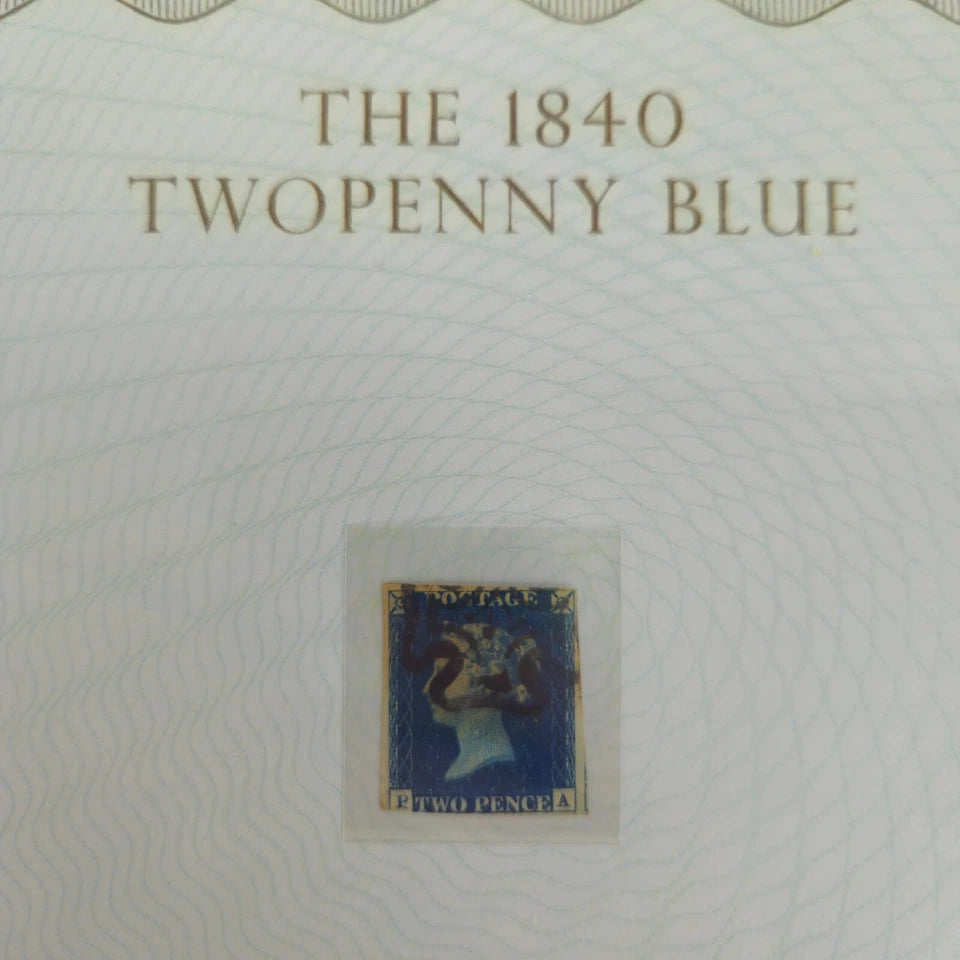 THE 1840
TWOPENNY BLUE
POSTAGE
P TWO PENCE A